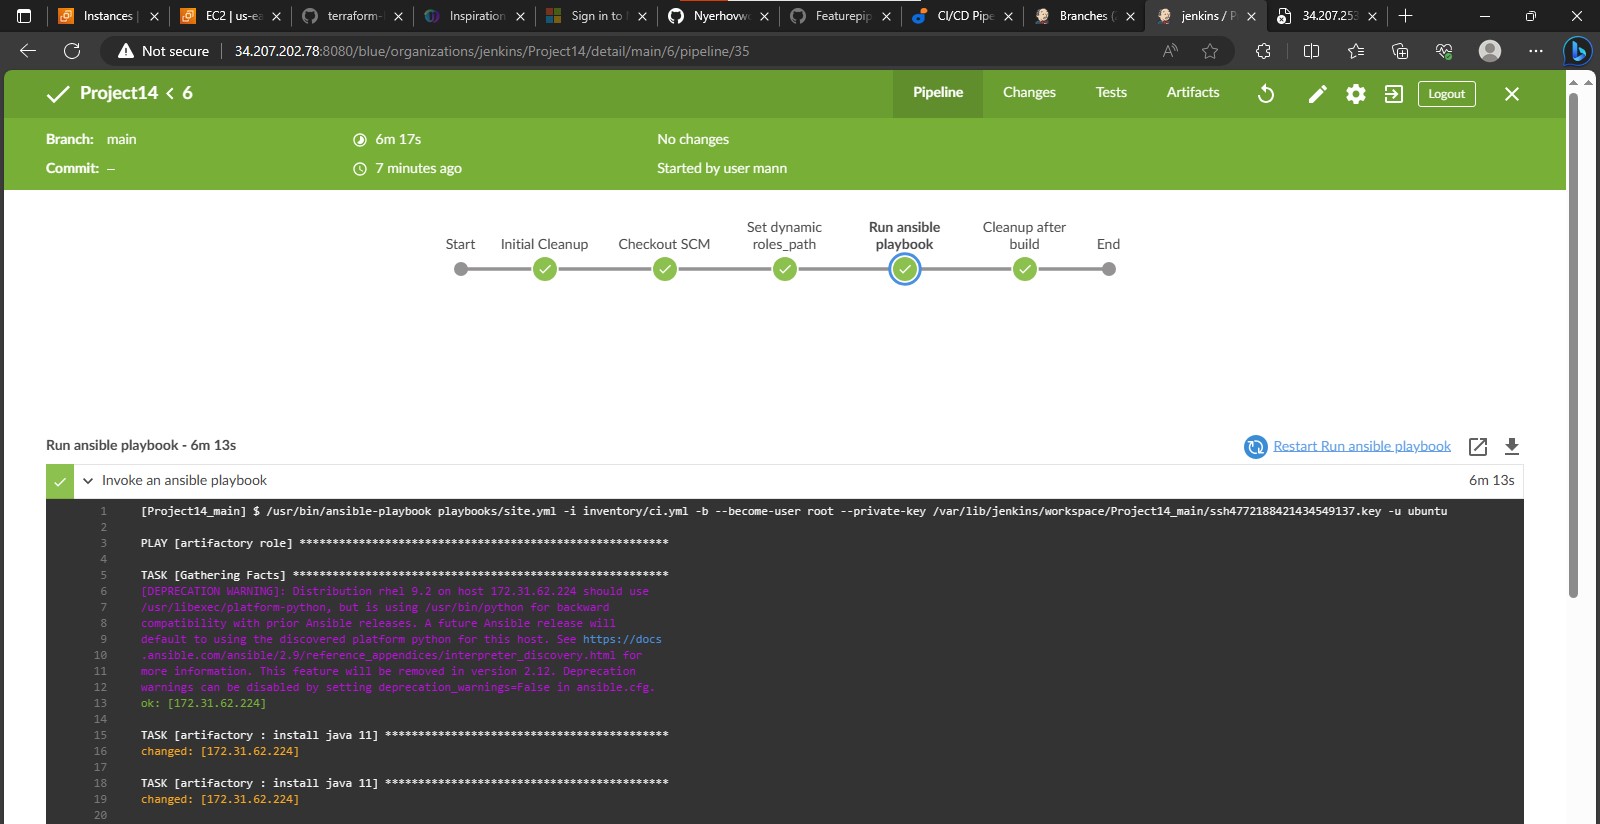 Instances
EC2 | us-ea
terraform-
Inspiration
Sign in to
Nyerhovwo
Featurepip
CI/CD Pipe
Branches (
jenkins / P
34.207.253
Not secure
34.207.202.78:8080/blue/organizations/jenkins/Project14/detail/main/6/pipeline/35
Project14 < 6
Pipeline
Changes
Tests
Artifacts
Logout
Branch: main
6m 17s
No changes
Commit: –
7 minutes ago
Started by user mann
Start
Initial Cleanup
Checkout SCM
Set dynamic
roles_path
Run ansible
playbook
Cleanup after
build
End
Run ansible playbook - 6m 13s
Restart Run ansible playbook
Invoke an ansible playbook
6m 13s
1 [Project14_main] $ /usr/bin/ansible-playbook playbooks/site.yml -i inventory/ci.yml -b --become-user root --private-key /var/lib/jenkins/workspace/Project14_main/ssh4772188421434549137.key -u ubuntu
2
3 PLAY [artifactory role] ********************************************************
4
5 TASK [Gathering Facts] *********************************************************
6 [DEPRECATION WARNING]: Distribution rhel 9.2 on host 172.31.62.224 should use
7 /usr/libexec/platform-python, but is using /usr/bin/python for backward
8 compatibility with prior Ansible releases. A future Ansible release will
9 default to using the discovered platform python for this host. See https://docs
10 .ansible.com/ansible/2.9/reference_appendices/interpreter_discovery.html for
11 more information. This feature will be removed in version 2.12. Deprecation
12 warnings can be disabled by setting deprecation_warnings=False in ansible.cfg.
13 ok: [172.31.62.224]
14
15 TASK [artifactory : install java 11] *******************************************
16 changed: [172.31.62.224]
17
18 TASK [artifactory : install java 11] *******************************************
19 changed: [172.31.62.224]
20